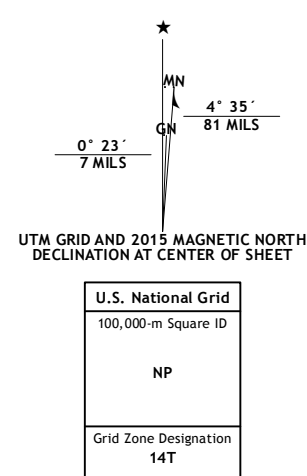 ★
MN
GN
0° 23´
7 MILS
4° 35´
81 MILS
UTM GRID AND 2015 MAGNETIC NORTH
DECLINATION AT CENTER OF SHEET
U.S. National Grid
100,000-m Square ID
NP
Grid Zone Designation
14T